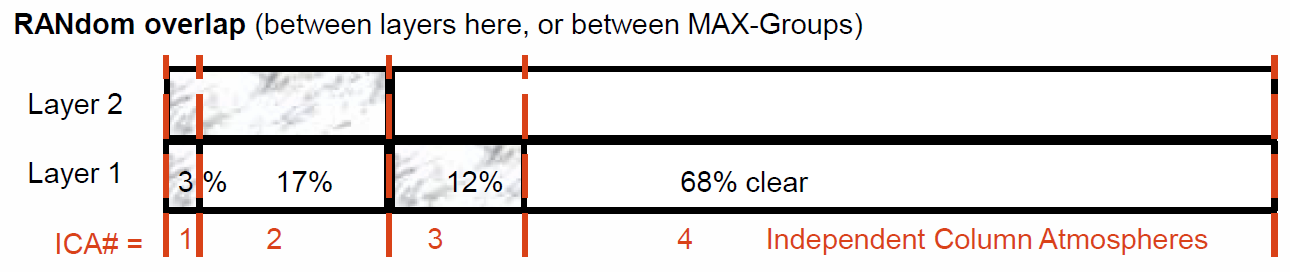 RANdom overlap (between layers here, or between MAX-Groups)
Layer 2
Layer 1 3 % 17% 12% 68% clear
ICA# = 1 2 3 4 Independent Column Atmospheres